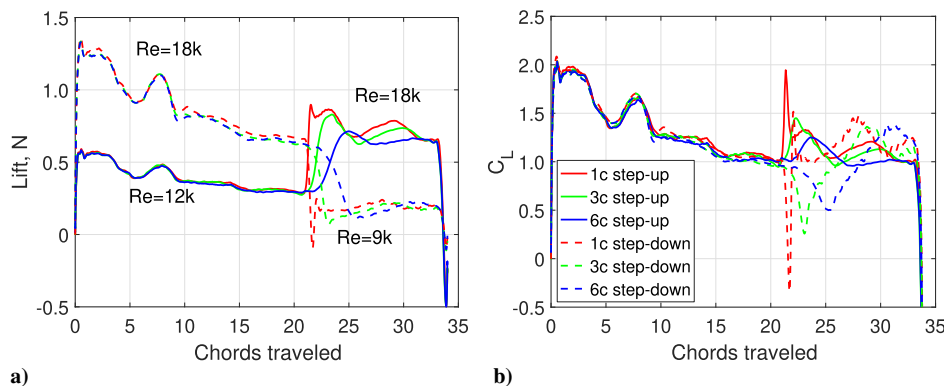 1.5
1.0
0.5
0
-0.5
0
5
10
15
20
25
30
35
Lift, N
Chords traveled
Re=18k
Re=18k
Re=12k
Re=9k
a)
2.5
2.0
1.5
1.0
0.5
0
-0.5
0
5
10
15
20
25
30
35
C_L
Chords traveled
1c step-up
3c step-up
6c step-up
1c step-down
3c step-down
6c step-down
b)